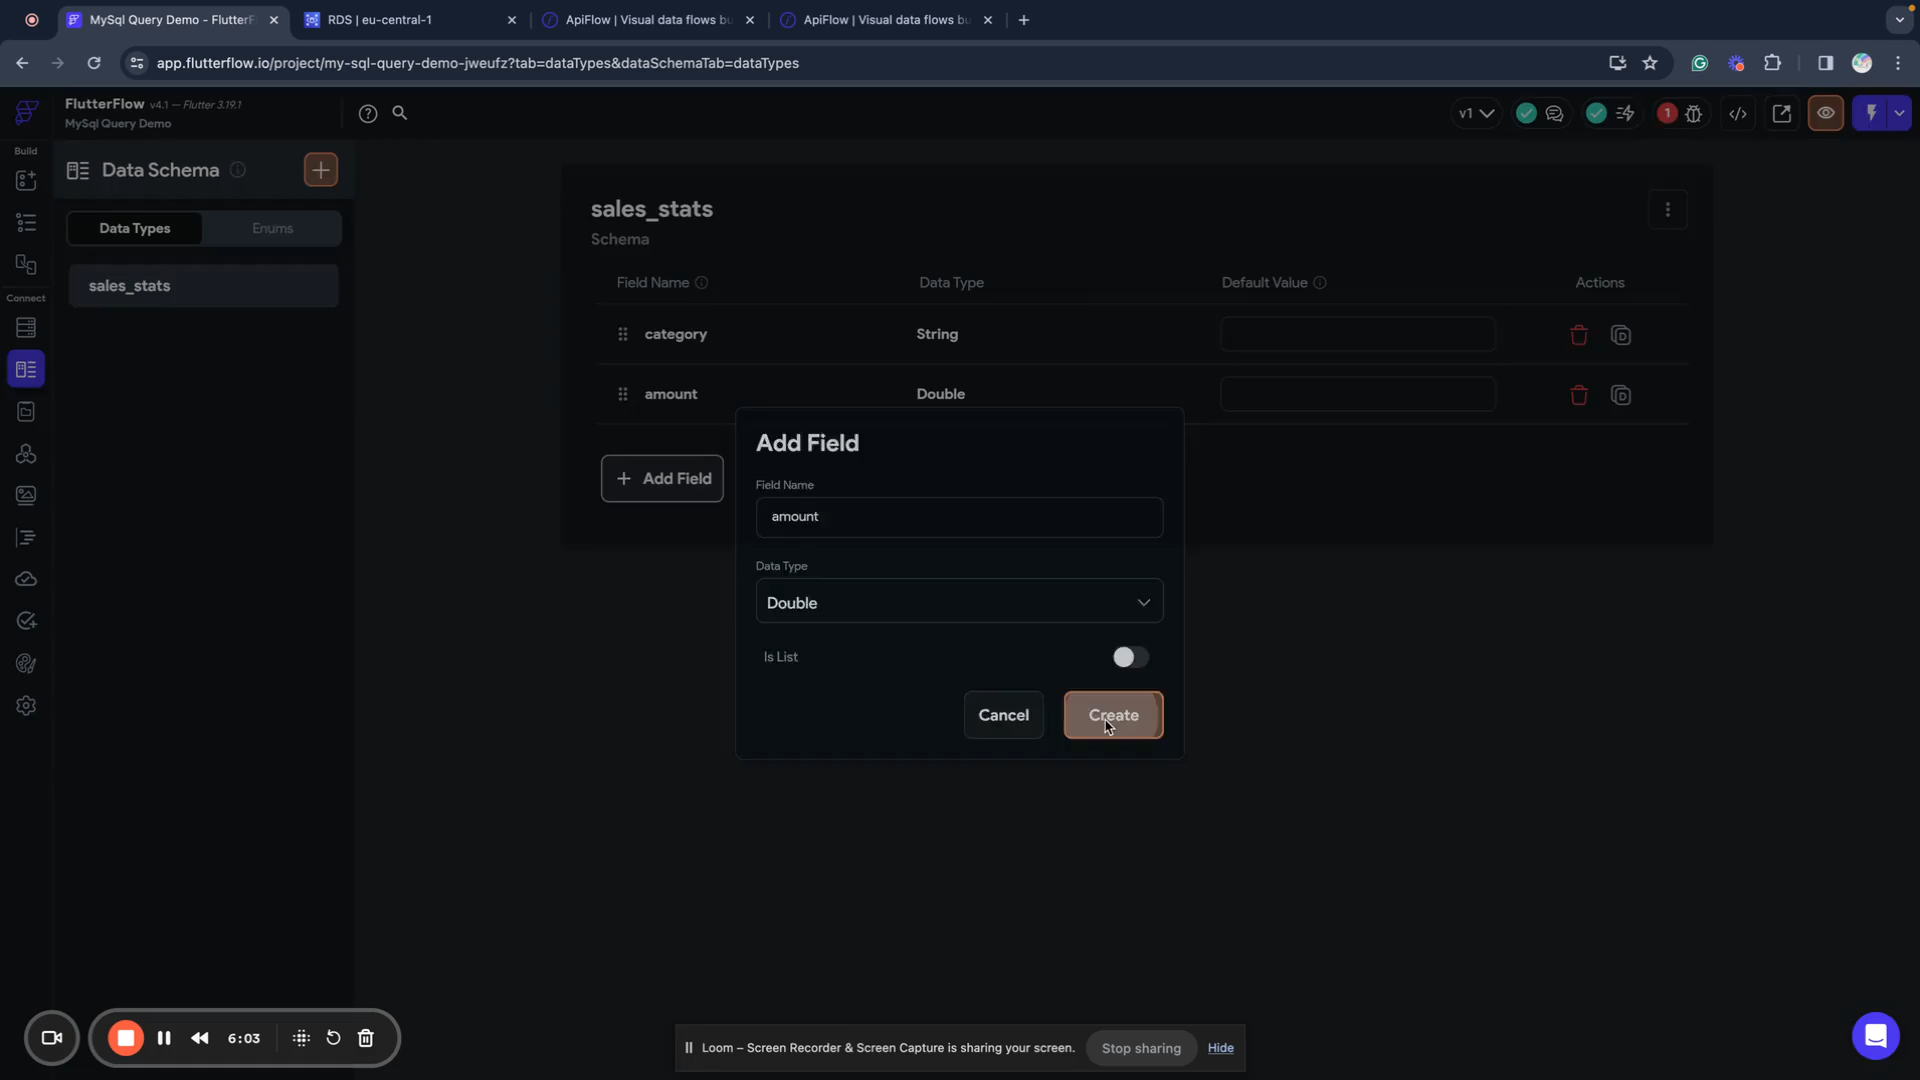 MySql Query Demo - FlutterF
RDS | eu-central-1
ApiFlow | Visual data flows bu
ApiFlow | Visual data flows bu
app.flutterflow.io/project/my-sql-query-demo-jweufz?tab=dataTypes&dataSchemaTab=dataTypes
FlutterFlow v4.1 — Flutter 3.19.1
MySql Query Demo
v1
1
Build
Data Schema
Data Types
Enums
sales_stats
Connect
sales_stats
Schema
Field Name
Data Type
Default Value
Actions
category
String
amount
Double
+ Add Field
Add Field
Field Name
amount
Data Type
Double
Is List
Cancel
Create
6:03
Loom – Screen Recorder & Screen Capture is sharing your screen.
Stop sharing
Hide